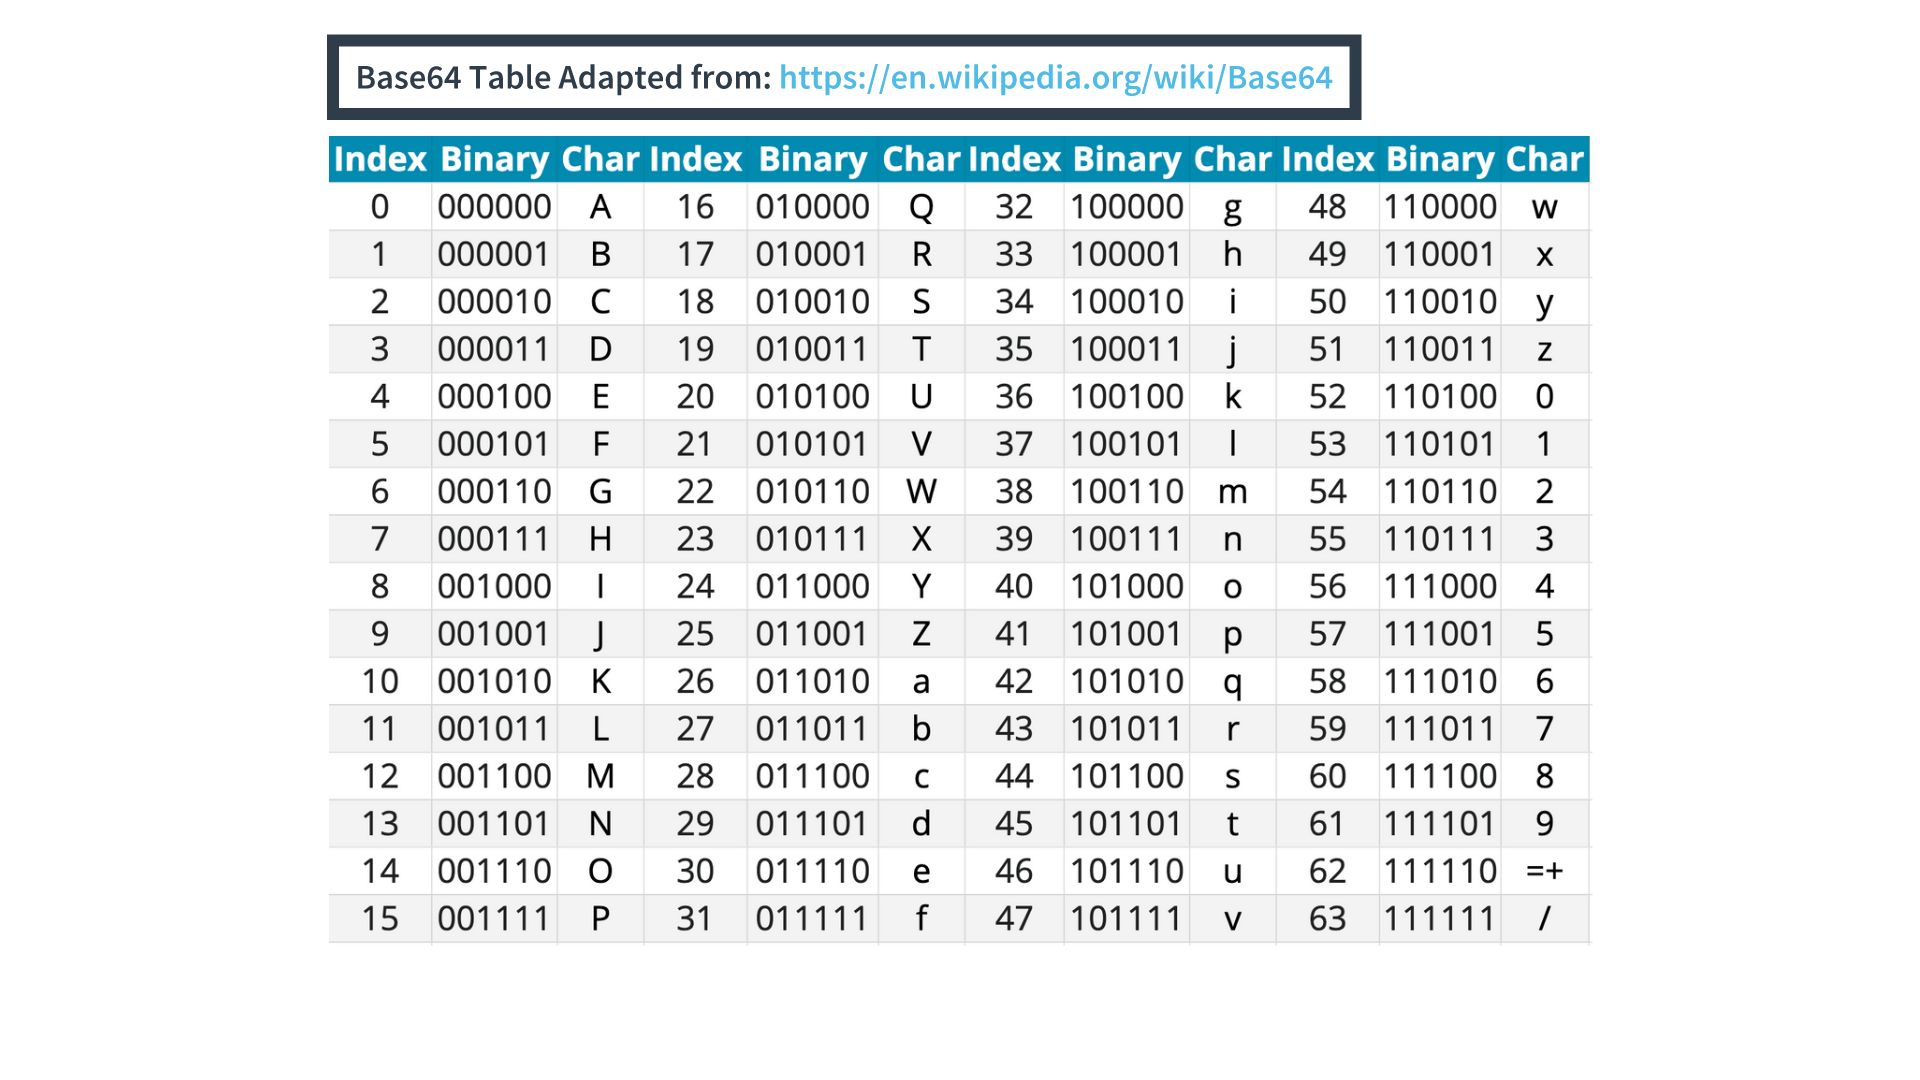 Base64 Table Adapted from: https://en.wikipedia.org/wiki/Base64
Index Binary Char Index Binary Char Index Binary Char Index Binary Char
0 000000 A 16 010000 Q 32 100000 g 48 110000 w
1 000001 B 17 010001 R 33 100001 h 49 110001 x
2 000010 C 18 010010 S 34 100010 i 50 110010 y
3 000011 D 19 010011 T 35 100011 j 51 110011 z
4 000100 E 20 010100 U 36 100100 k 52 110100 0
5 000101 F 21 010101 V 37 100101 l 53 110101 1
6 000110 G 22 010110 W 38 100110 m 54 110110 2
7 000111 H 23 010111 X 39 100111 n 55 110111 3
8 001000 I 24 011000 Y 40 101000 o 56 111000 4
9 001001 J 25 011001 Z 41 101001 p 57 111001 5
10 001010 K 26 011010 a 42 101010 q 58 111010 6
11 001011 L 27 011011 b 43 101011 r 59 111011 7
12 001100 M 28 011100 c 44 101100 s 60 111100 8
13 001101 N 29 011101 d 45 101101 t 61 111101 9
14 001110 O 30 011110 e 46 101110 u 62 111110 =+
15 001111 P 31 011111 f 47 101111 v 63 111111 /